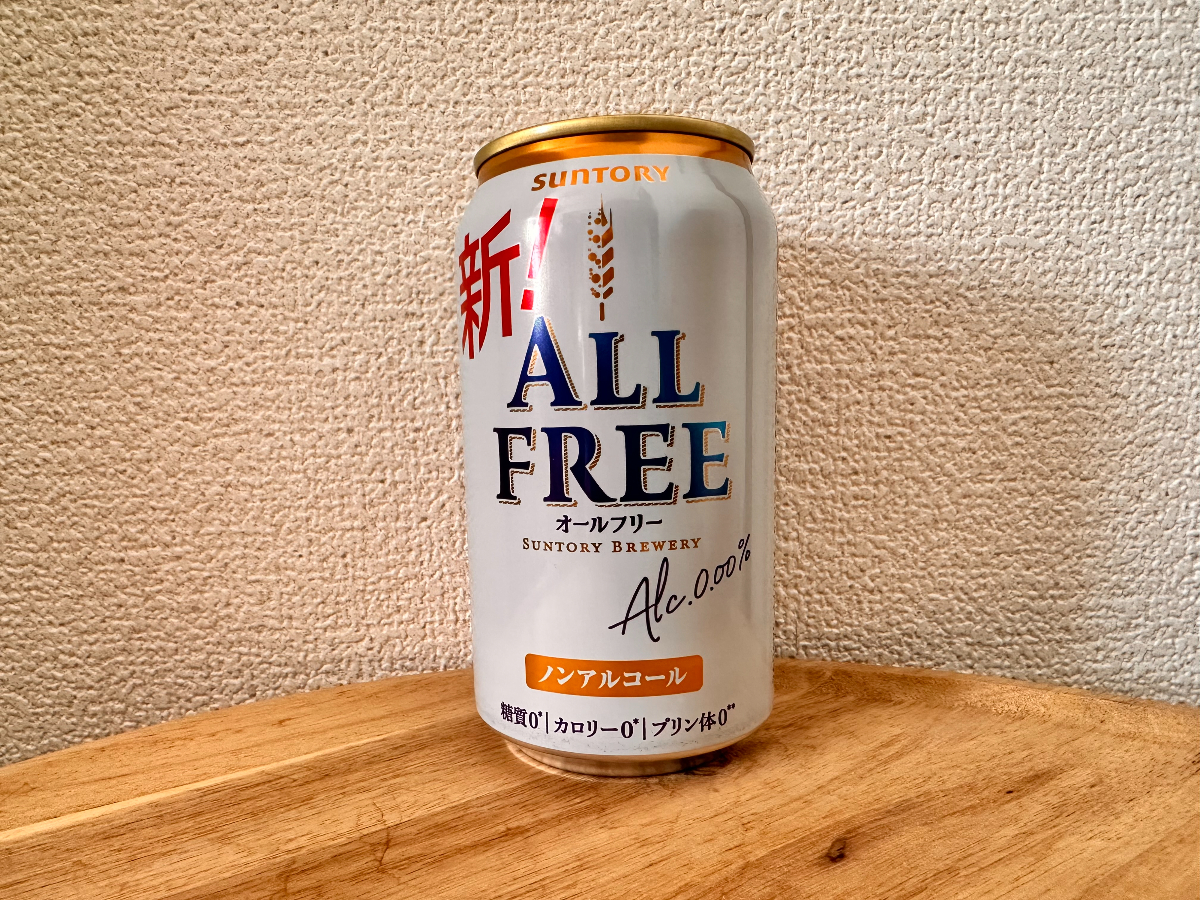 SUNTORY
新!
ALL
FREE
オールフリー
SUNTORY BREWERY
Alc.0.00%
ノンアルコール
糖質0*|カロリー0*|プリン体0**